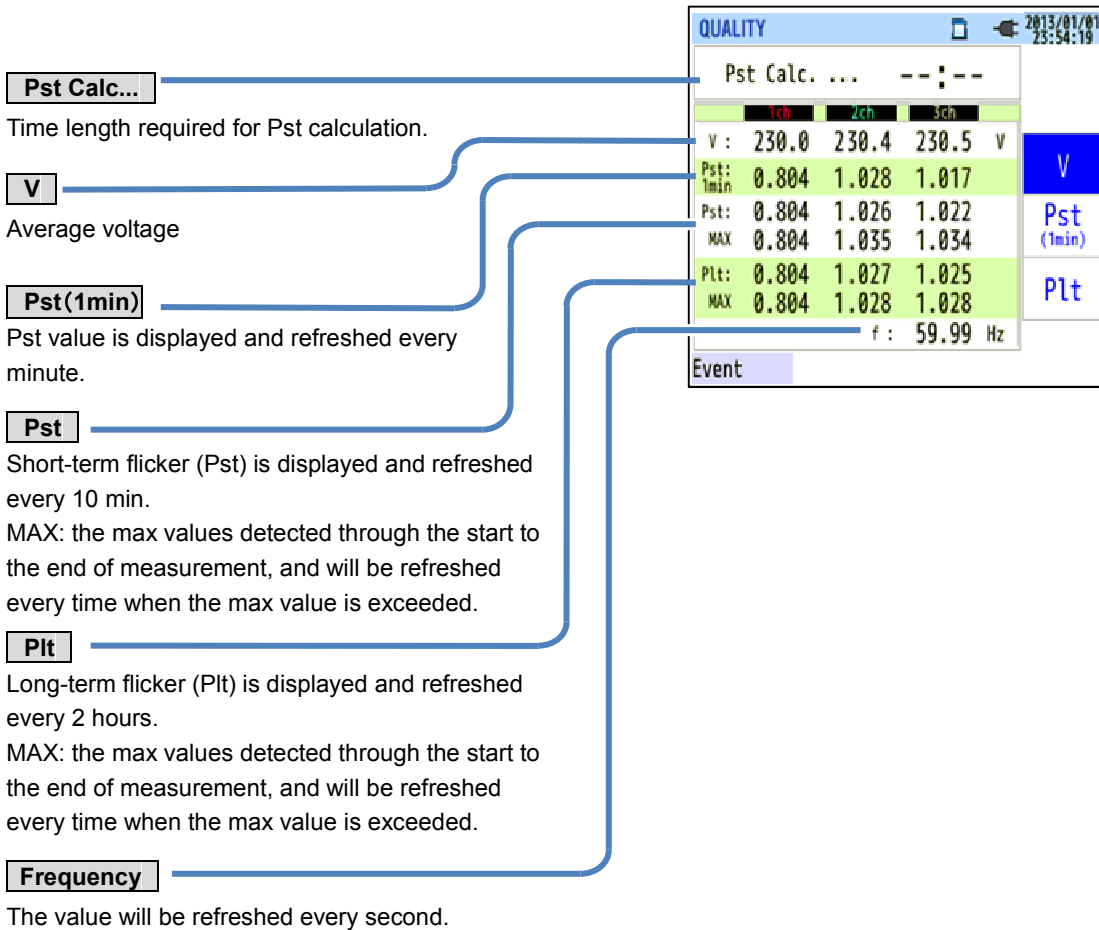 Pst Calc...
Time length required for Pst calculation.
V
Average voltage
Pst(1min)
Pst value is displayed and refreshed every
minute.
Pst
Short-term flicker (Pst) is displayed and refreshed
every 10 min.
MAX: the max values detected through the start to
the end of measurement, and will be refreshed
every time when the max value is exceeded.
Plt
Long-term flicker (Plt) is displayed and refreshed
every 2 hours.
MAX: the max values detected through the start to
the end of measurement, and will be refreshed
every time when the max value is exceeded.
Frequency
The value will be refreshed every second.
QUALITY 2013/01/01
23:54:19
Pst Calc. ... --:--
1ch 2ch 3ch
V : 230.0 230.4 230.5 V
Pst: 1min 0.804 1.028 1.017
Pst: 0.804 1.026 1.022
MAX 0.804 1.035 1.034
Plt: 0.804 1.027 1.025
MAX 0.804 1.028 1.028
f : 59.99 Hz
Event
V
Pst
(1min)
Plt